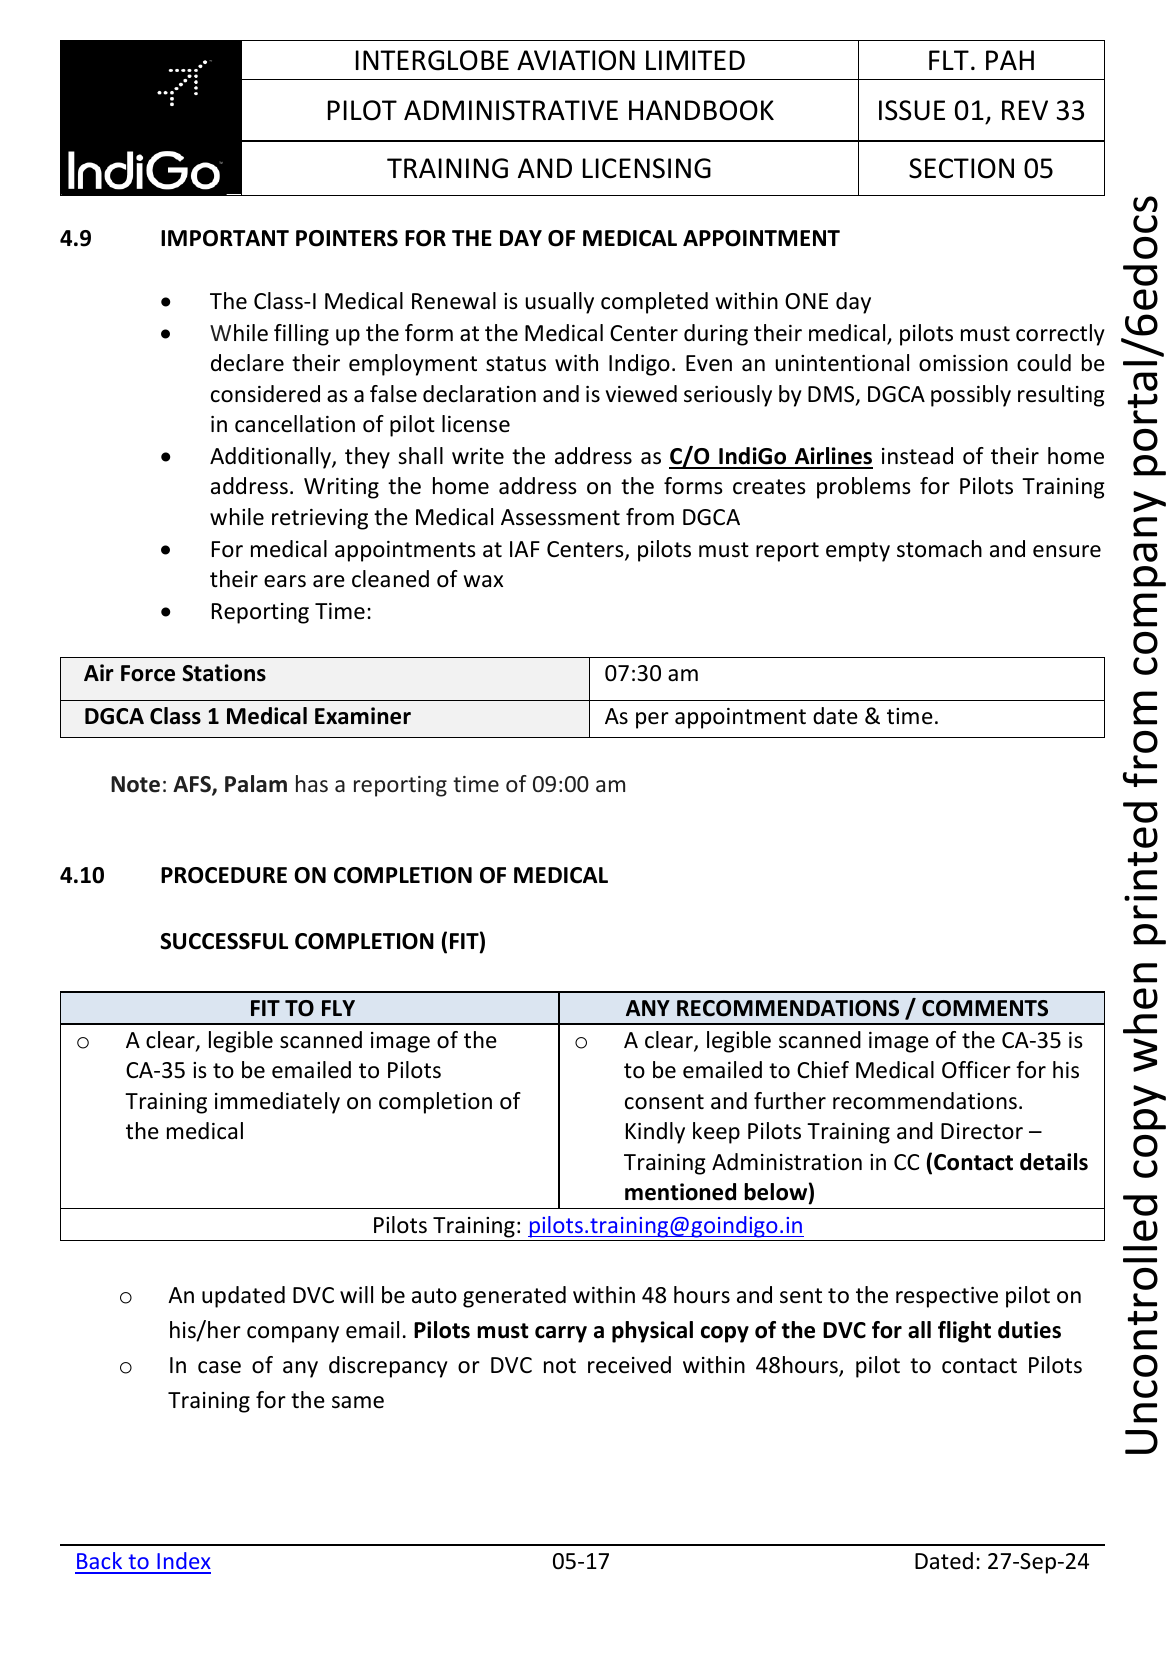 IndiGo
INTERGLOBE AVIATION LIMITED
FLT. PAH
PILOT ADMINISTRATIVE HANDBOOK
ISSUE 01, REV 33
TRAINING AND LICENSING
SECTION 05
4.9 IMPORTANT POINTERS FOR THE DAY OF MEDICAL APPOINTMENT
• The Class-I Medical Renewal is usually completed within ONE day
• While filling up the form at the Medical Center during their medical, pilots must correctly
declare their employment status with Indigo. Even an unintentional omission could be
considered as a false declaration and is viewed seriously by DMS, DGCA possibly resulting
in cancellation of pilot license
• Additionally, they shall write the address as C/O IndiGo Airlines instead of their home
address. Writing the home address on the forms creates problems for Pilots Training
while retrieving the Medical Assessment from DGCA
• For medical appointments at IAF Centers, pilots must report empty stomach and ensure
their ears are cleaned of wax
• Reporting Time:
Air Force Stations
07:30 am
DGCA Class 1 Medical Examiner
As per appointment date & time.
Note: AFS, Palam has a reporting time of 09:00 am
4.10 PROCEDURE ON COMPLETION OF MEDICAL
SUCCESSFUL COMPLETION (FIT)
FIT TO FLY
ANY RECOMMENDATIONS / COMMENTS
o A clear, legible scanned image of the
CA-35 is to be emailed to Pilots
Training immediately on completion of
the medical
o A clear, legible scanned image of the CA-35 is
to be emailed to Chief Medical Officer for his
consent and further recommendations.
Kindly keep Pilots Training and Director –
Training Administration in CC (Contact details
mentioned below)
Pilots Training: pilots.training@goindigo.in
o An updated DVC will be auto generated within 48 hours and sent to the respective pilot on
his/her company email. Pilots must carry a physical copy of the DVC for all flight duties
o In case of any discrepancy or DVC not received within 48hours, pilot to contact Pilots
Training for the same
Back to Index
05-17
Dated: 27-Sep-24
Uncontrolled copy when printed from company portal/6edocs